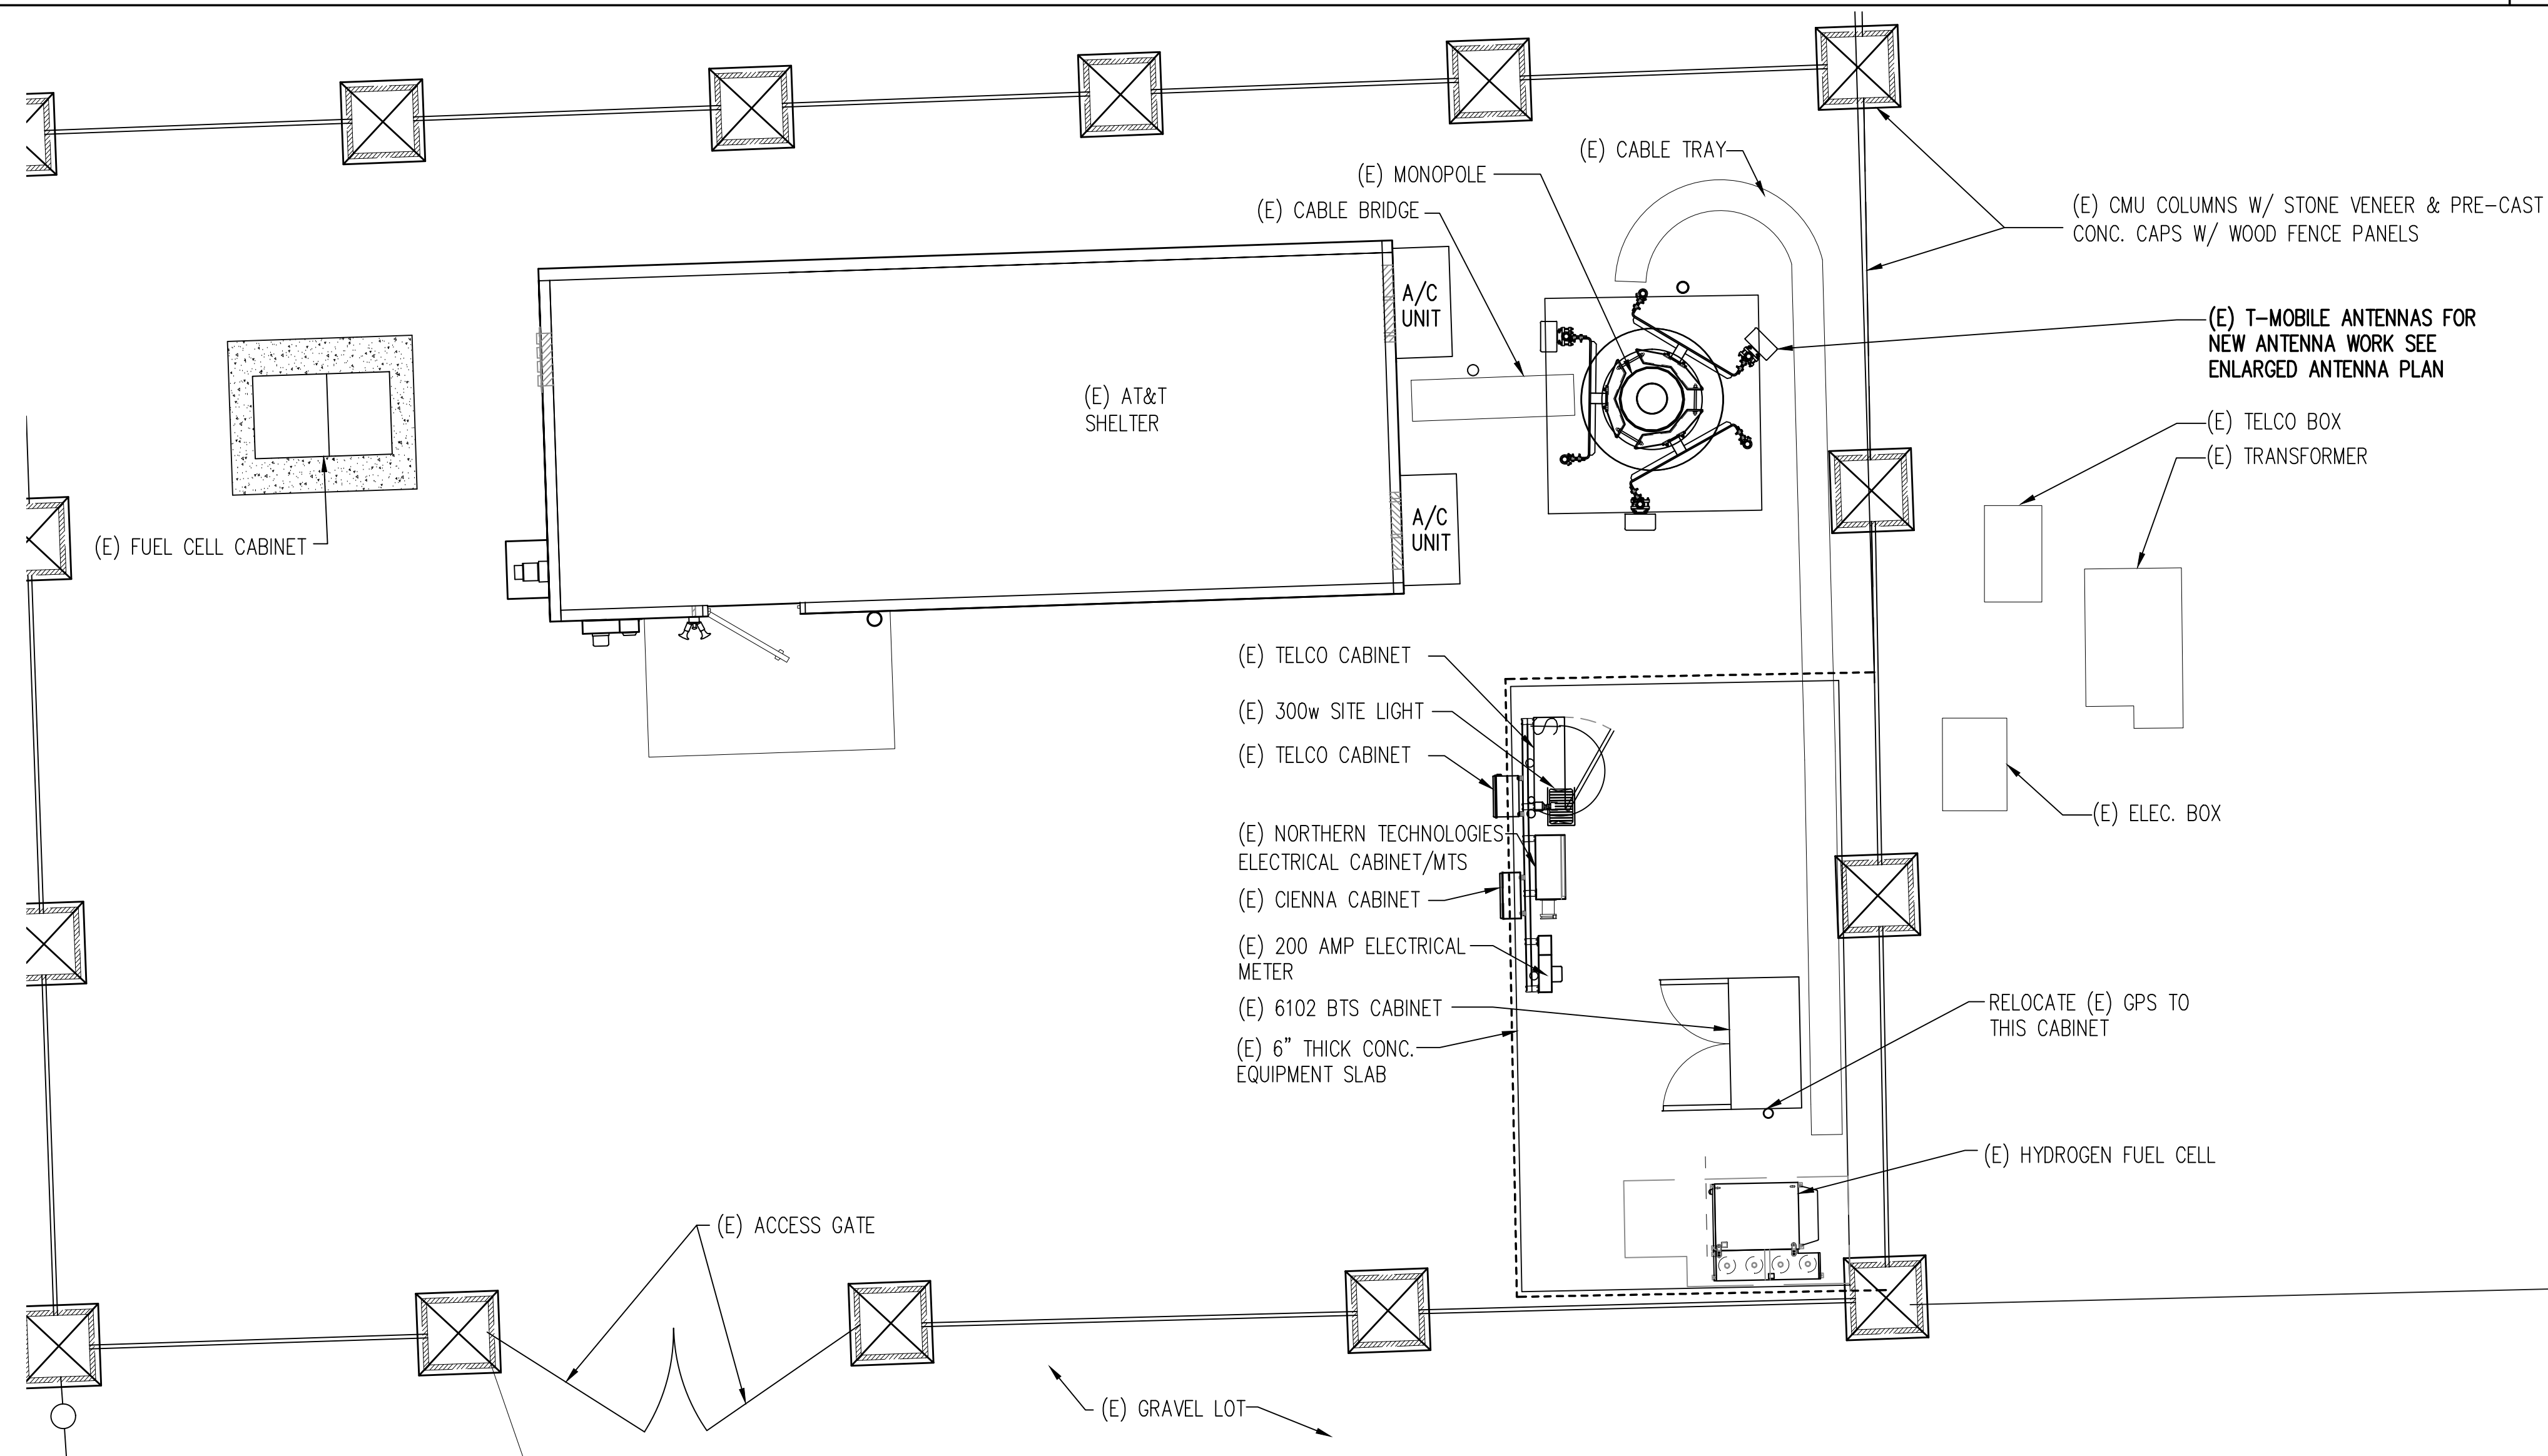 (E) CABLE TRAY
(E) MONOPOLE
(E) CABLE BRIDGE
(E) CMU COLUMNS W/ STONE VENEER & PRE-CAST
CONC. CAPS W/ WOOD FENCE PANELS
A/C
UNIT
(E) T-MOBILE ANTENNAS FOR
NEW ANTENNA WORK SEE
ENLARGED ANTENNA PLAN
(E) AT&T
SHELTER
(E) TELCO BOX
(E) TRANSFORMER
A/C
UNIT
(E) FUEL CELL CABINET
(E) TELCO CABINET
(E) 300w SITE LIGHT
(E) TELCO CABINET
(E) ELEC. BOX
(E) NORTHERN TECHNOLOGIES
ELECTRICAL CABINET/MTS
(E) CIENNA CABINET
(E) 200 AMP ELECTRICAL
METER
(E) 6102 BTS CABINET
RELOCATE (E) GPS TO
THIS CABINET
(E) 6" THICK CONC.
EQUIPMENT SLAB
(E) HYDROGEN FUEL CELL
(E) ACCESS GATE
(E) GRAVEL LOT